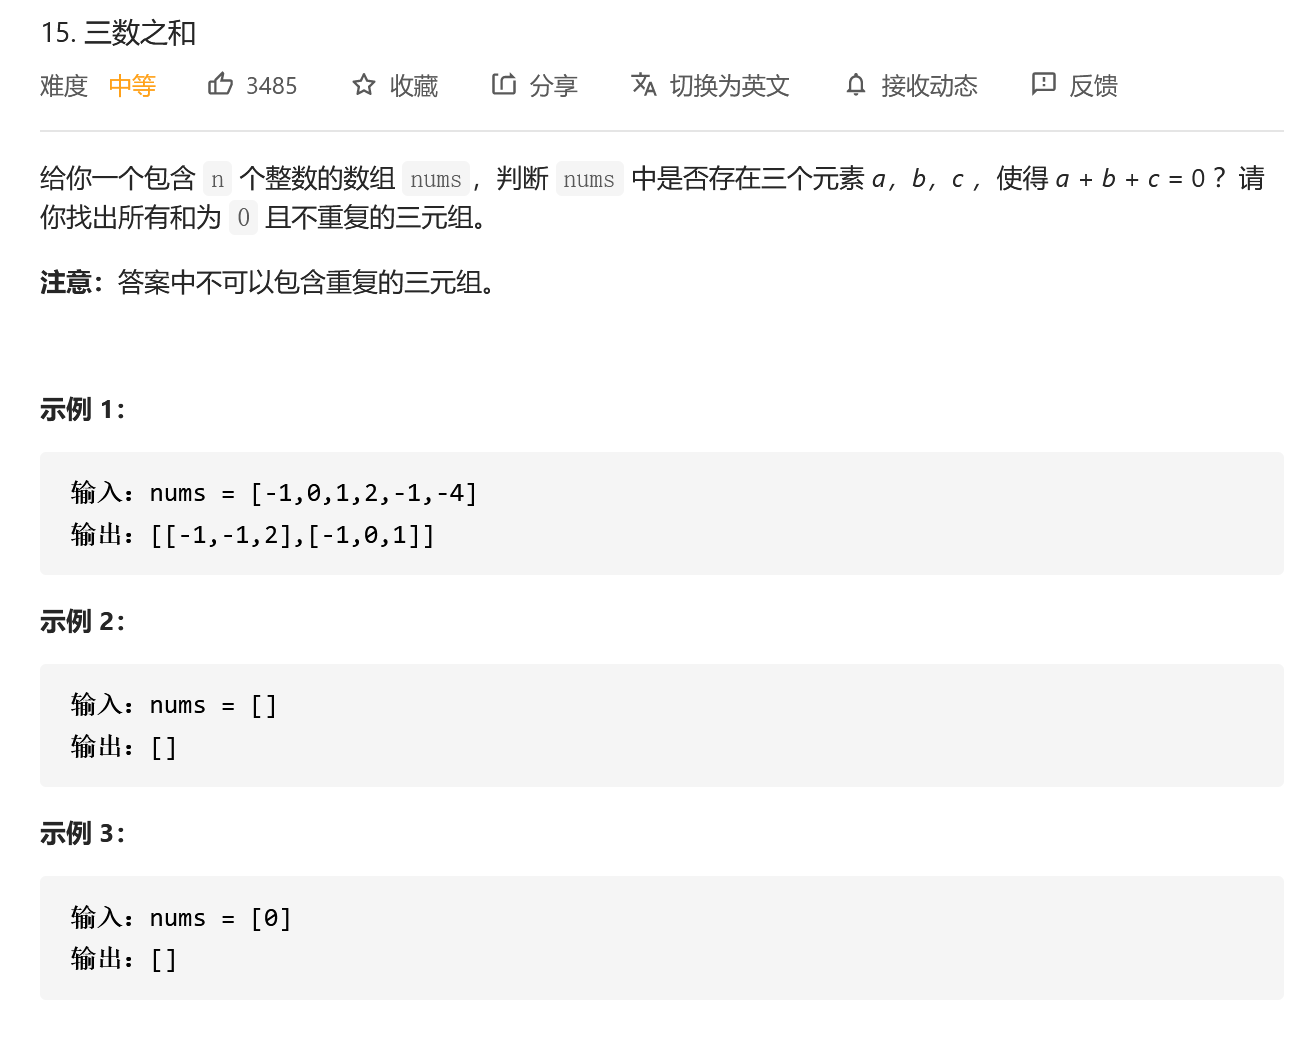 15. 三数之和
难度 中等 3485 收藏 分享 切换为英文 接收动态 反馈
给你一个包含 n 个整数的数组 nums，判断 nums 中是否存在三个元素 a，b，c ，使得 a + b + c = 0 ？请
你找出所有和为 0 且不重复的三元组。
注意：答案中不可以包含重复的三元组。
示例 1：
输入：nums = [-1,0,1,2,-1,-4]
输出：[[-1,-1,2],[-1,0,1]]
示例 2：
输入：nums = []
输出：[]
示例 3：
输入：nums = [0]
输出：[]